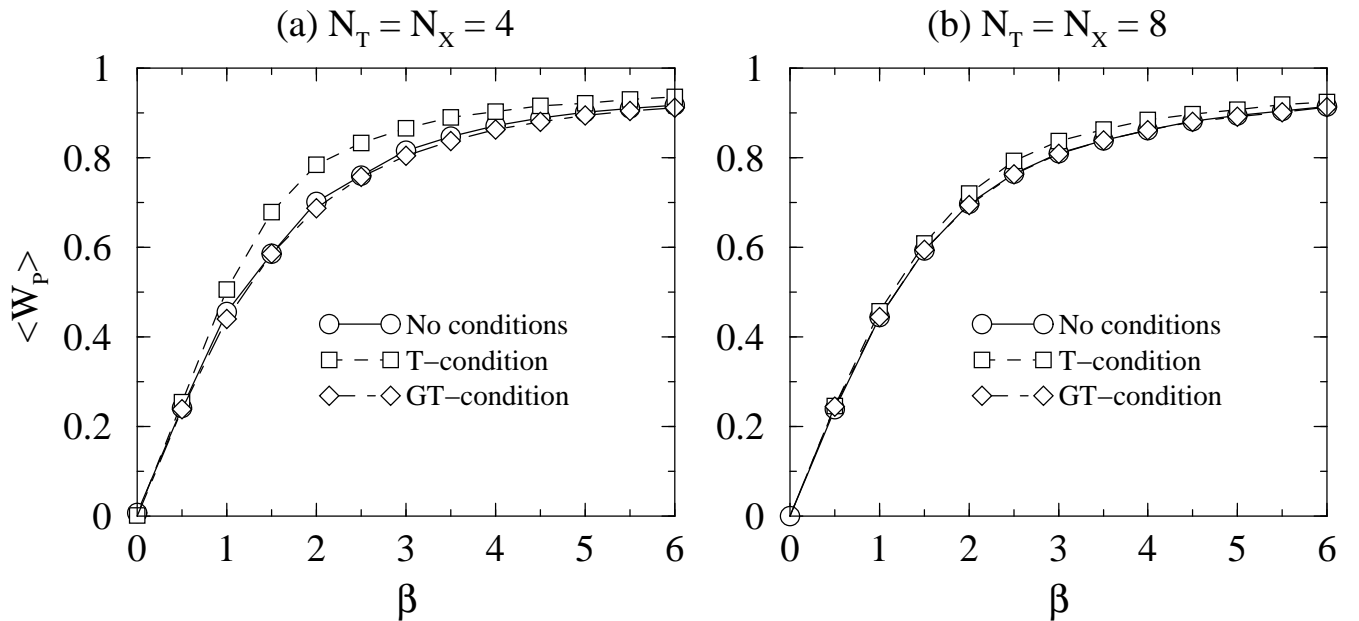 (a) N_T = N_X = 4
1
0.8
0.6
0.4
0.2
0
<W_P>
No conditions
T−condition
GT−condition
0 1 2 3 4 5 6
β
(b) N_T = N_X = 8
1
0.8
0.6
0.4
0.2
0
No conditions
T−condition
GT−condition
0 1 2 3 4 5 6
β